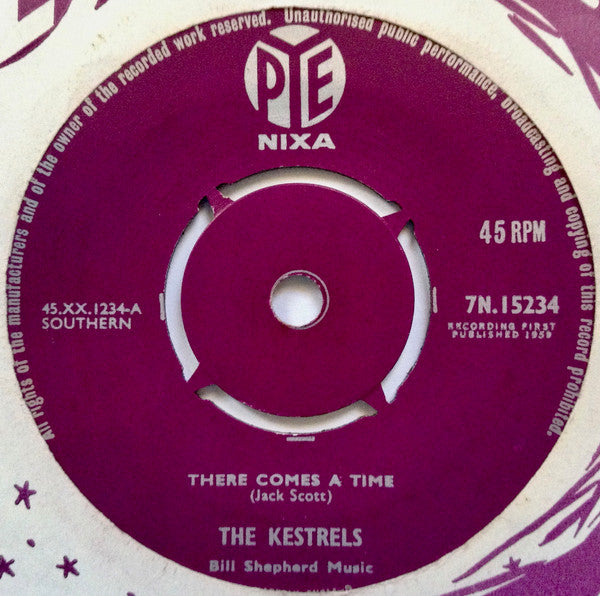 All rights of the manufacturers and of the owner of the recorded work reserved. Unauthorised public performance, broadcasting and copying of this record prohibited.
PYE
NIXA
45 RPM
45.XX.1234-A
SOUTHERN
7N.15234
RECORDING FIRST
PUBLISHED 1959
THERE COMES A TIME
(Jack Scott)
THE KESTRELS
Bill Shepherd Music